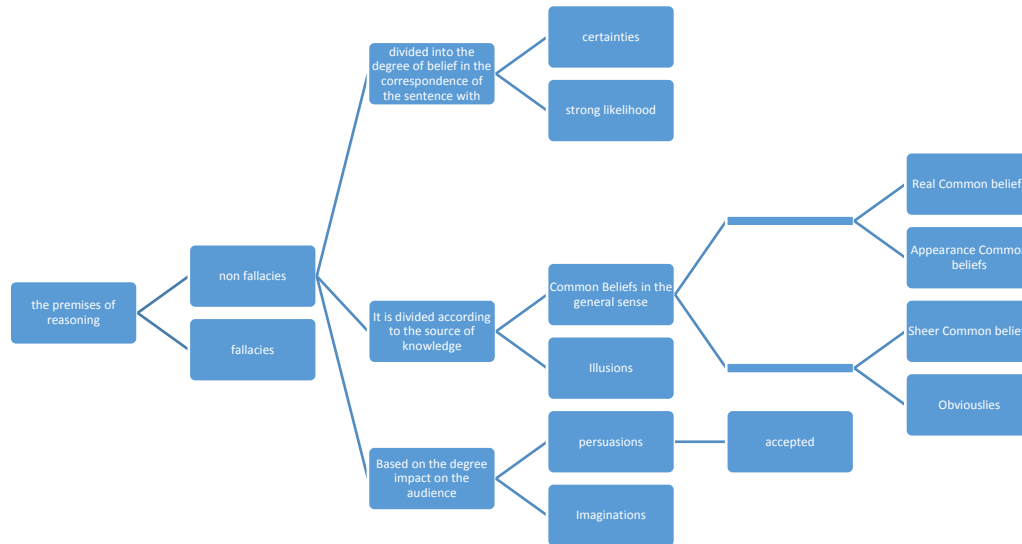 certainties
divided into the
degree of belief in the
correspondence of
the sentence with
strong likelihood
Real Common belief
Appearance Common
beliefs
non fallacies
Common Beliefs in the
general sense
the premises of
reasoning
It is divided according
to the source of
knowledge
Sheer Common belief
fallacies
Illusions
Obviouslies
persuasions
accepted
Based on the degree
impact on the
audience
Imaginations